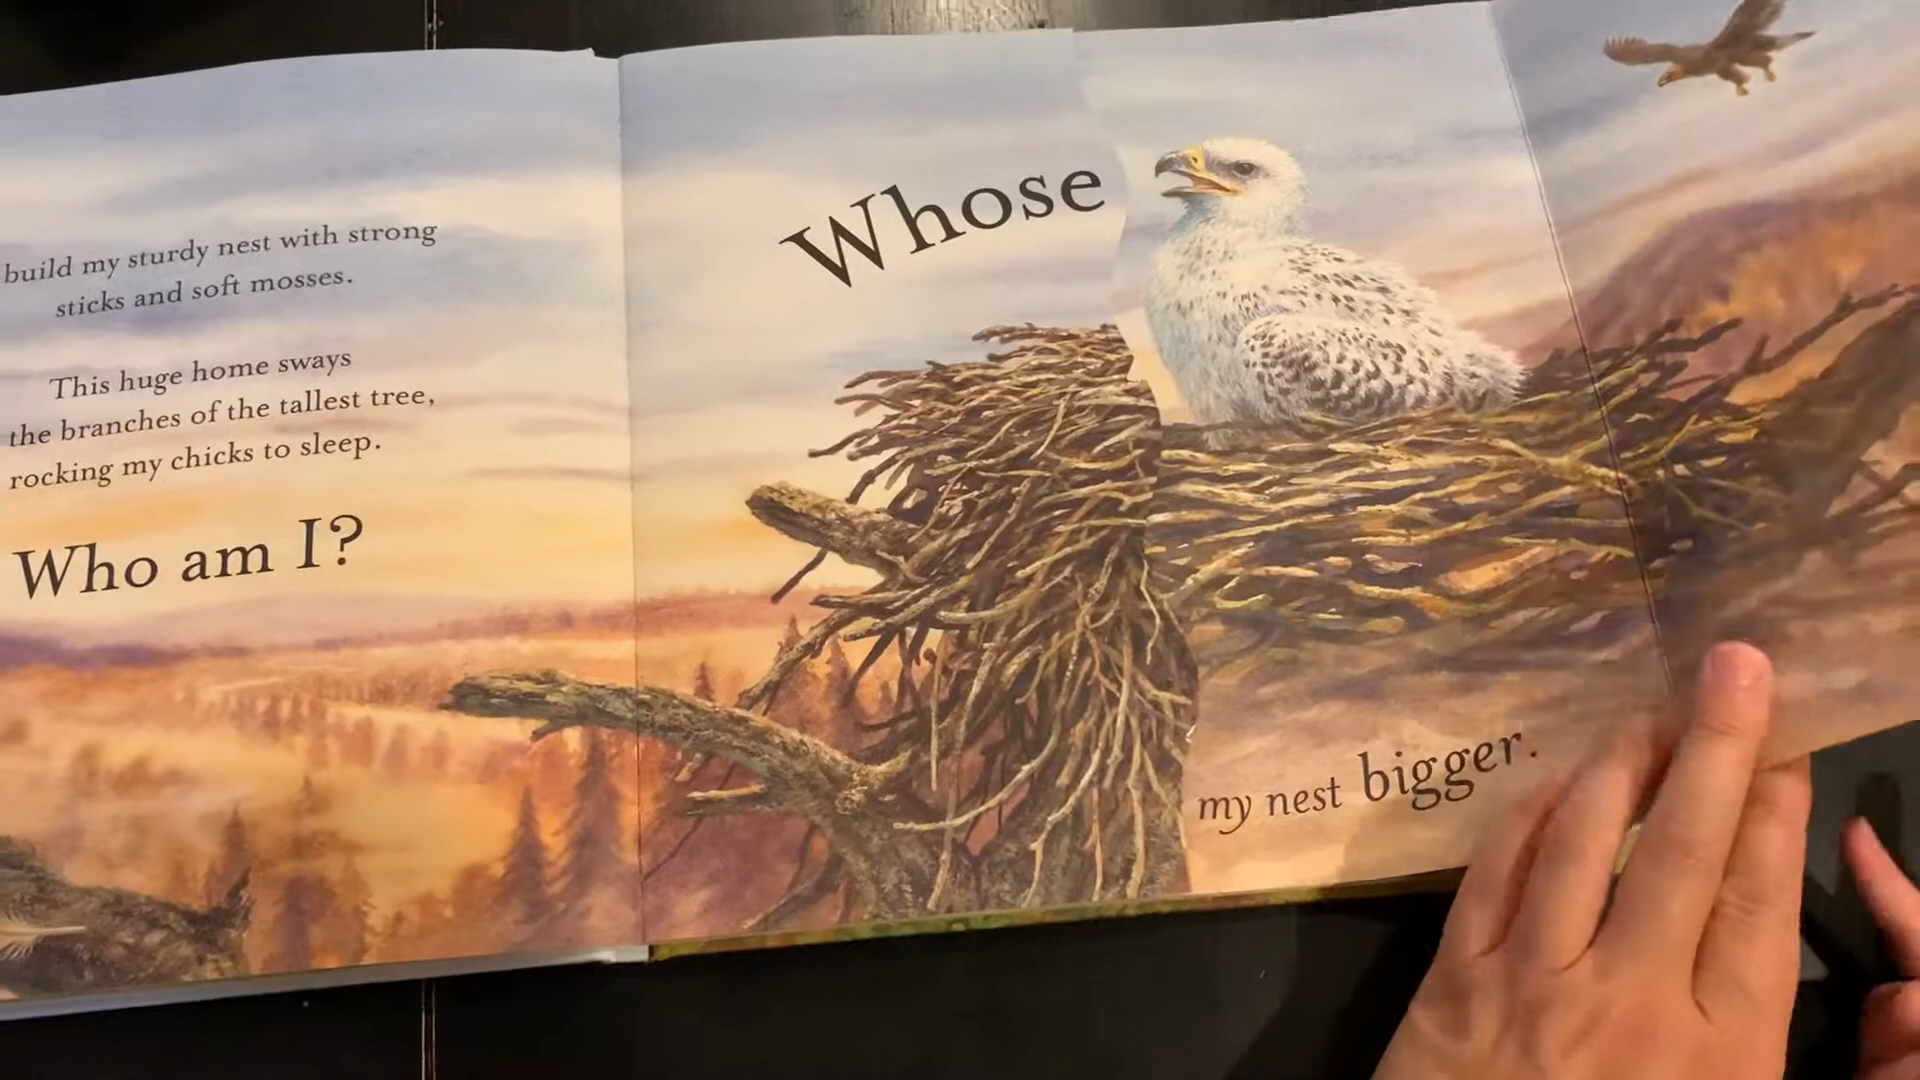 build my sturdy nest with strong
sticks and soft mosses.
This huge home sways
the branches of the tallest tree,
rocking my chicks to sleep.
Who am I?
Whose
my nest bigger.